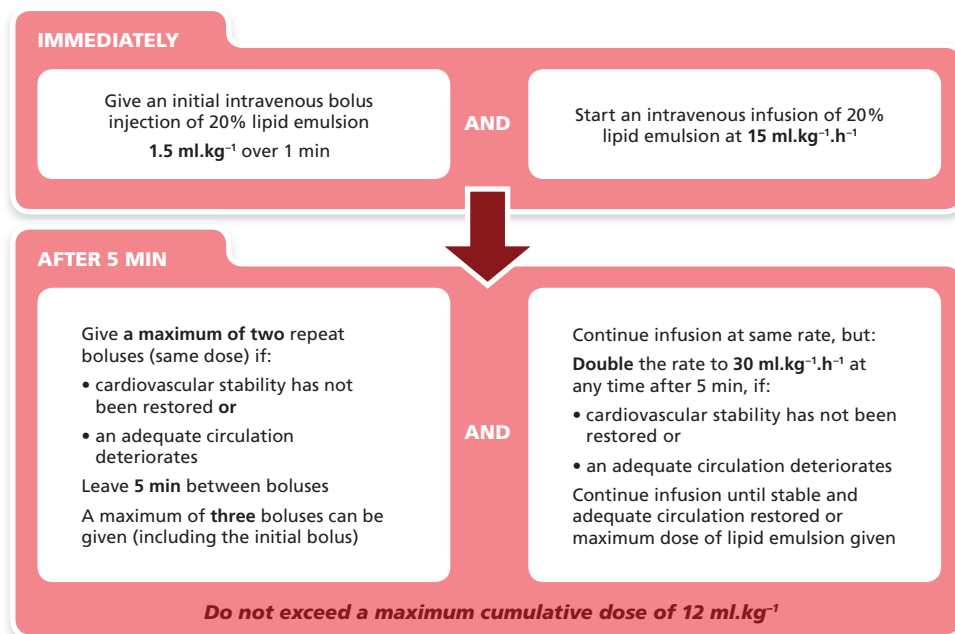 IMMEDIATELY
Give an initial intravenous bolus
injection of 20% lipid emulsion
1.5 ml.kg⁻¹ over 1 min
AND
Start an intravenous infusion of 20%
lipid emulsion at 15 ml.kg⁻¹.h⁻¹
AFTER 5 MIN
Give a maximum of two repeat
boluses (same dose) if:
• cardiovascular stability has not
been restored or
• an adequate circulation
deteriorates
Leave 5 min between boluses
A maximum of three boluses can be
given (including the initial bolus)
AND
Continue infusion at same rate, but:
Double the rate to 30 ml.kg⁻¹.h⁻¹ at
any time after 5 min, if:
• cardiovascular stability has not been
restored or
• an adequate circulation deteriorates
Continue infusion until stable and
adequate circulation restored or
maximum dose of lipid emulsion given
Do not exceed a maximum cumulative dose of 12 ml.kg⁻¹